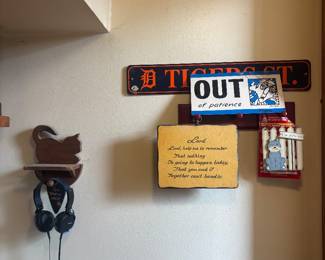 D TIGERS ST.
OUT
of patience
Lord
Lord, help me to remember
That nothing
Is going to happen today
That you and I
Together can't handle